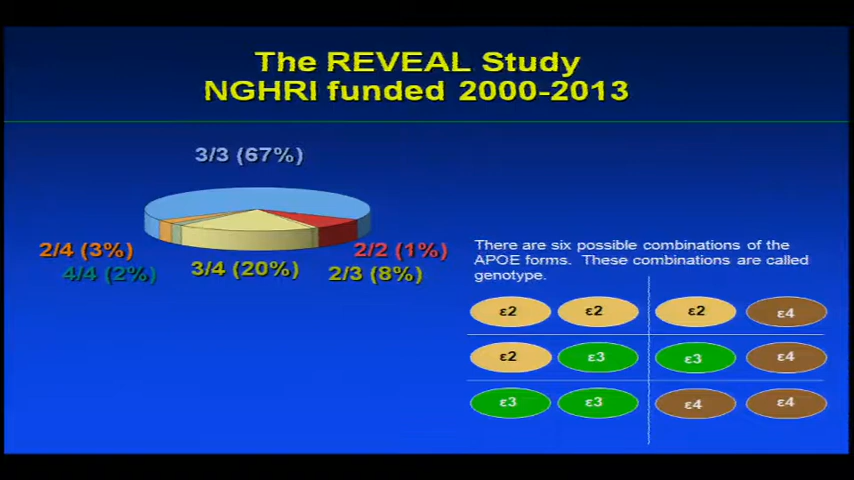 The REVEAL Study
NGHRI funded 2000-2013
3/3 (67%)
2/4 (3%)
4/4 (2%)
3/4 (20%)
2/2 (1%)
2/3 (8%)
There are six possible combinations of the
APOE forms. These combinations are called
genotype.
ε2 ε2 ε2 ε4
ε2 ε3 ε3 ε4
ε3 ε3 ε4 ε4